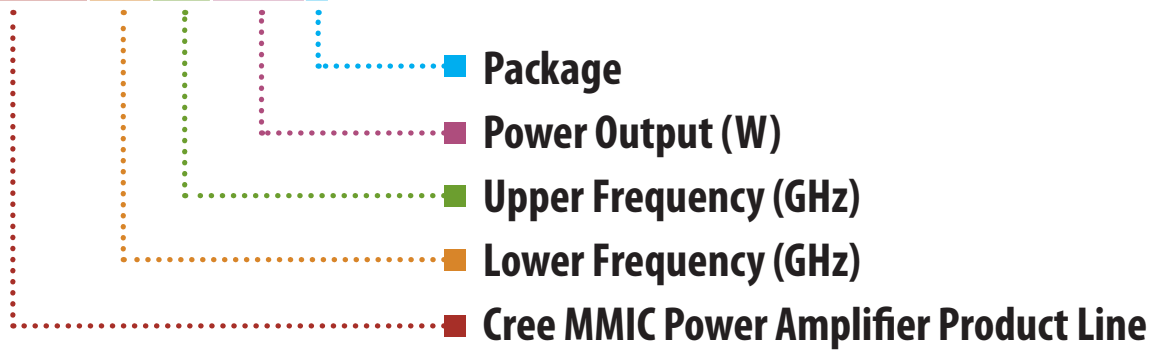 Package
Power Output (W)
Upper Frequency (GHz)
Lower Frequency (GHz)
Cree MMIC Power Amplifier Product Line